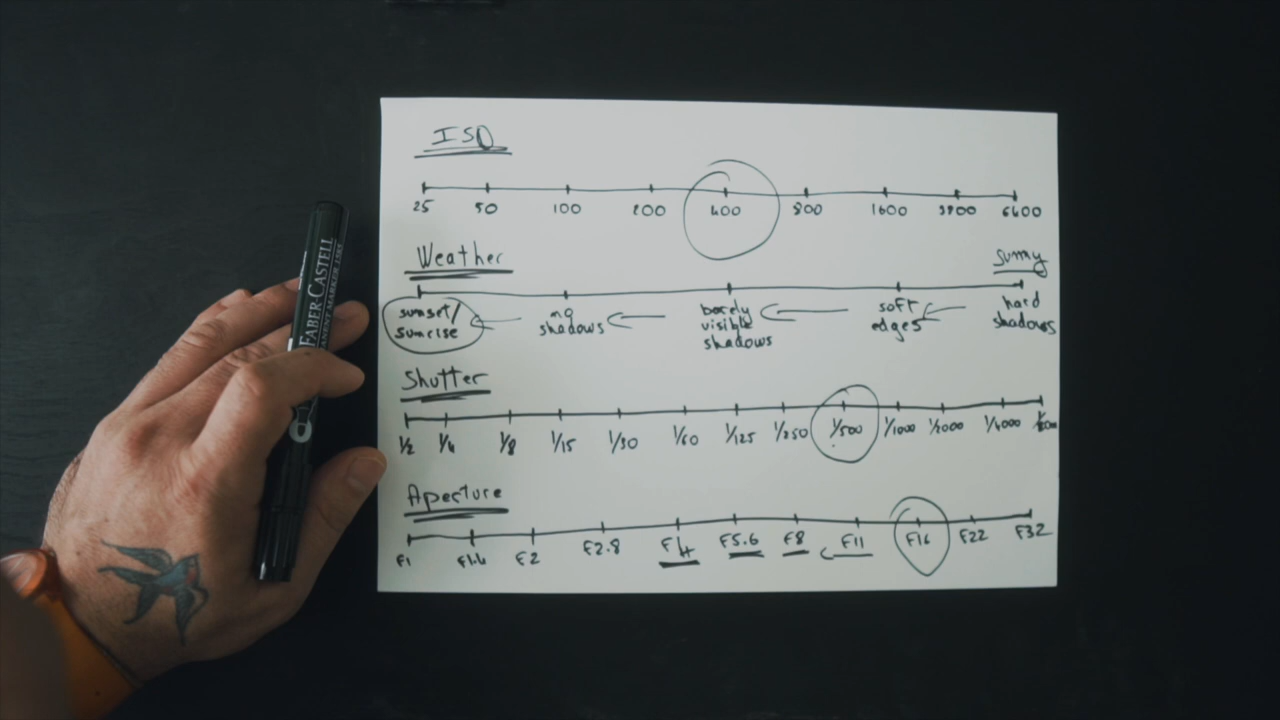 ISO
25 50 100 200 400 800 1600 3200 6400
Weather
sunny
sunset/
sunrise
no
shadows
barely
visible
shadows
soft
edges
hard
shadows
Shutter
1/2 1/4 1/8 1/15 1/30 1/60 1/125 1/250 1/500 1/1000 1/2000 1/4000
Aperture
F1 F1.4 F2 F2.8 F4 F5.6 F8 F11 F16 F22 F32
FABER-CASTELL